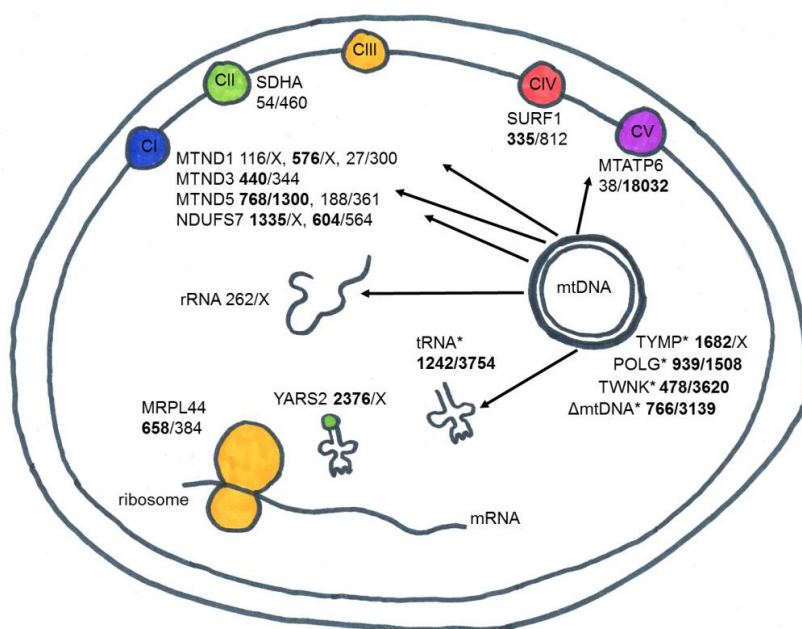 CIII
CII
SDHA
54/460
CIV
SURF1
335/812
CI
CV
MTATP6
38/18032
MTND1 116/X, 576/X, 27/300
MTND3 440/344
MTND5 768/1300, 188/361
NDUFS7 1335/X, 604/564
mtDNA
rRNA 262/X
tRNA*
1242/3754
TYMP* 1682/X
POLG* 939/1508
TWNK* 478/3620
ΔmtDNA* 766/3139
MRPL44
658/384
YARS2 2376/X
ribosome
mRNA